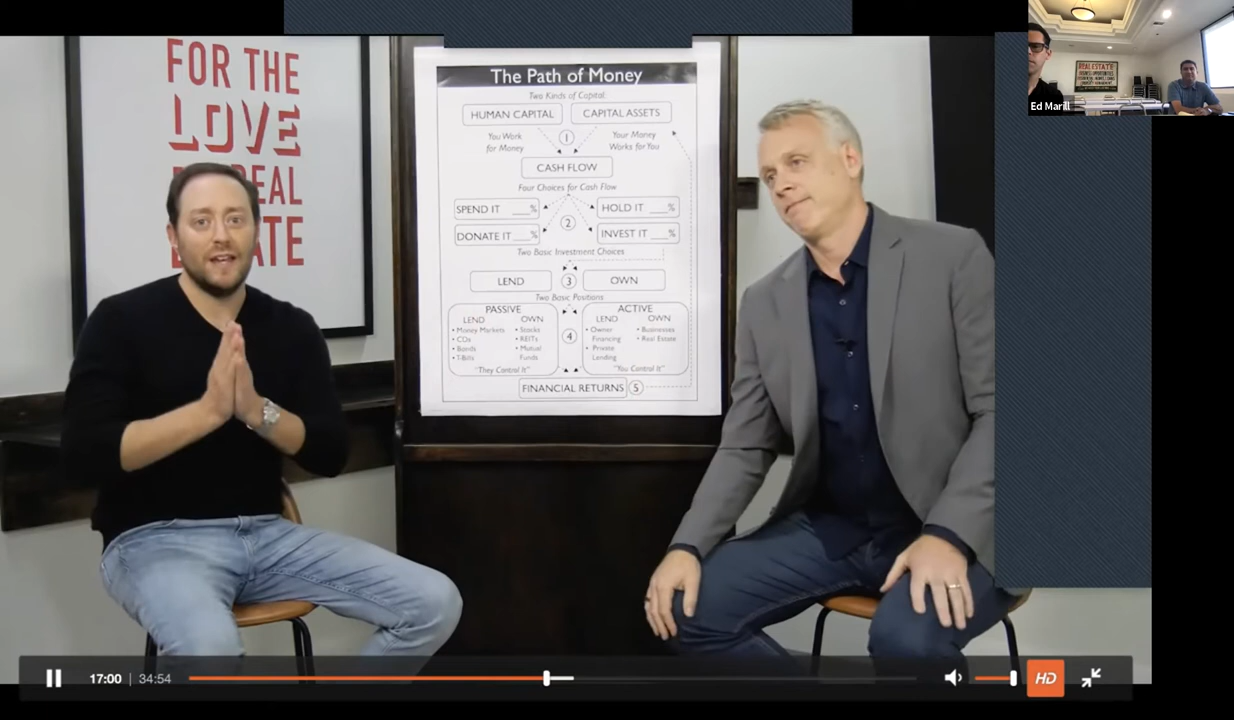 FOR THE
LOVE
REAL
The Path of Money
Two Kinds of Capital:
HUMAN CAPITAL
CAPITAL ASSETS
You Work
for Money
1
Your Money
Works for You
CASH FLOW
Four Choices for Cash Flow
SPEND IT ___%
HOLD IT ___%
2
DONATE IT ___%
INVEST IT ___%
Two Basic Investment Choices
LEND
3
OWN
Two Basic Positions
PASSIVE
LEND
• Money Markets
• CDs
• Bonds
• T-Bills
OWN
• Stocks
• REITs
• Mutual
Funds
"They Control It"
4
ACTIVE
LEND
• Owner
Financing
• Private
Lending
OWN
• Businesses
• Real Estate
"You Control It"
FINANCIAL RETURNS 5
REAL ESTATE
Ed Marill
17:00 | 34:54
HD